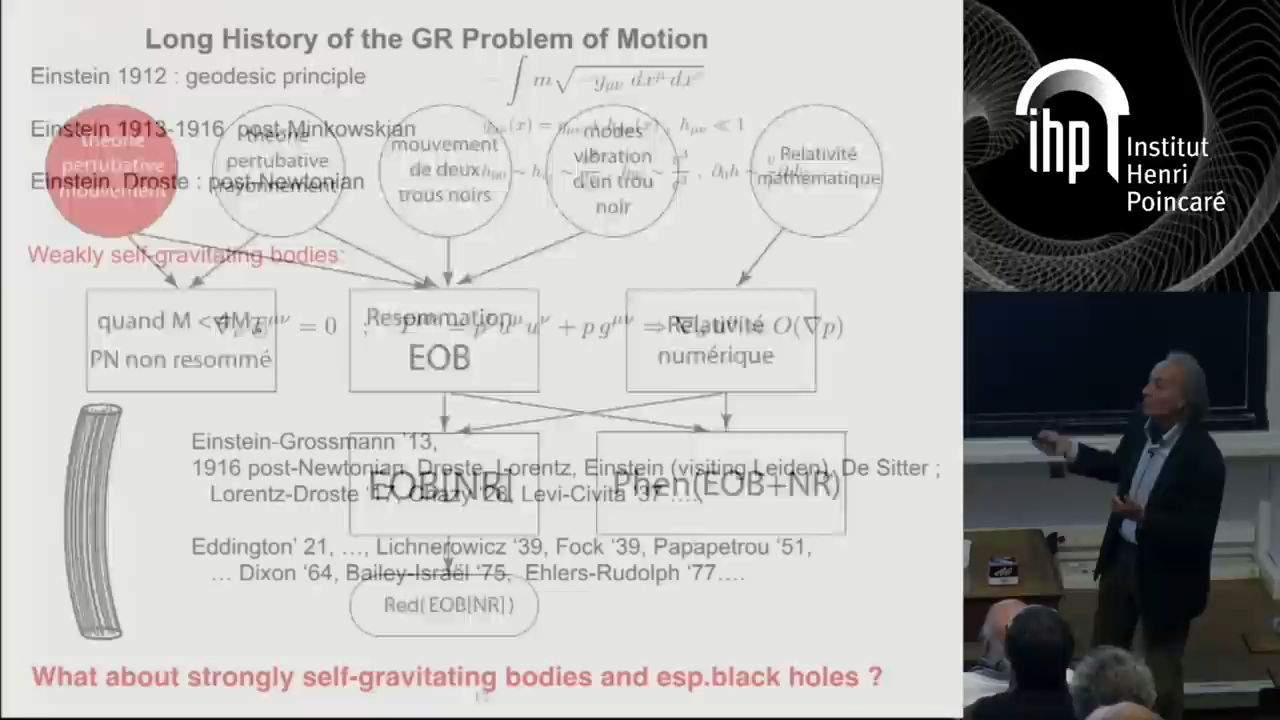 Long History of the GR Problem of Motion
Einstein 1912 : geodesic principle
Einstein 1913-1916 post-Minkowskian
Einstein, Droste : post-Newtonian
Weakly self-gravitating bodies:
théorie
pertubative
mouvement
théorie
pertubative
rayonnement
mouvement
de deux
trous noirs
modes
vibration
d'un trou
noir
Relativité
mathématique
quand M < 4M
PN non resommé
Resommation
EOB
Relativité
numérique
Einstein-Grossmann '13,
1916 post-Newtonian, Droste, Lorentz, Einstein (visiting Leiden), De Sitter ;
Lorentz-Droste '17, Chazy '28, Levi-Civita '37 ….,
EOB[NR]
Phen(EOB+NR)
Eddington' 21, …, Lichnerowicz '39, Fock '39, Papapetrou '51,
… Dixon '64, Bailey-Israël '75, Ehlers-Rudolph '77….
Red(EOB[NR])
What about strongly self-gravitating bodies and esp.black holes ?
ihp
Institut
Henri
Poincaré